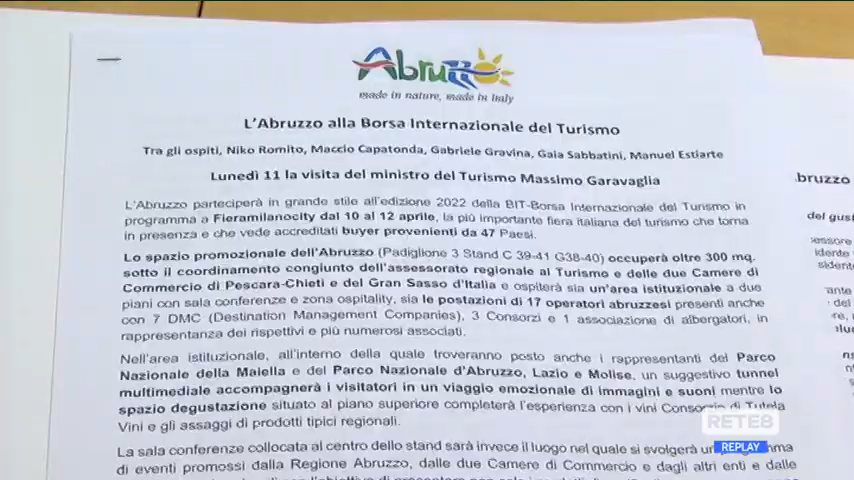 Abruzzo
made in nature, made in Italy
L'Abruzzo alla Borsa Internazionale del Turismo
Tra gli ospiti, Niko Romito, Maccio Capatonda, Gabriele Gravina, Gaia Sabbatini, Manuel Estiarte
Lunedì 11 la visita del ministro del Turismo Massimo Garavaglia
L'Abruzzo parteciperà in grande stile all'edizione 2022 della BIT-Borsa Internazionale del Turismo in
programma a Fieramilanocity dal 10 al 12 aprile, la più importante fiera italiana del turismo che torna
in presenza e che vede accreditati buyer provenienti da 47 Paesi.
Lo spazio promozionale dell'Abruzzo (Padiglione 3 Stand C 39-41 G38-40) occuperà oltre 300 mq.
sotto il coordinamento congiunto dell'assessorato regionale al Turismo e delle due Camere di
Commercio di Pescara-Chieti e del Gran Sasso d'Italia e ospiterà sia un'area istituzionale a due
piani con sala conferenze e zona ospitality, sia le postazioni di 17 operatori abruzzesi presenti anche
con 7 DMC (Destination Management Companies), 3 Consorzi e 1 associazione di albergatori, in
rappresentanza dei rispettivi e più numerosi associati.
Nell'area istituzionale, all'interno della quale troveranno posto anche i rappresentanti del Parco
Nazionale della Maiella e del Parco Nazionale d'Abruzzo, Lazio e Molise, un suggestivo tunnel
multimediale accompagnerà i visitatori in un viaggio emozionale di immagini e suoni mentre lo
spazio degustazione situato al piano superiore completerà l'esperienza con i vini Consorzio di Tutela
Vini e gli assaggi di prodotti tipici regionali.
La sala conferenze collocata al centro dello stand sarà invece il luogo nel quale si svolgerà
di eventi promossi dalla Regione Abruzzo, dalle due Camere di Commercio e dagli altri enti e dalle
bruzzo
del gus
RETE8
REPLAY